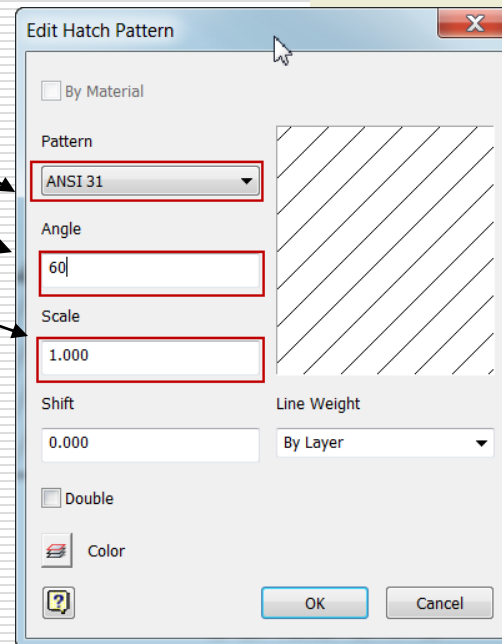 Edit Hatch Pattern
By Material
Pattern
ANSI 31
Angle
60
Scale
1.000
Shift
Line Weight
0.000
By Layer
Double
Color
OK
Cancel